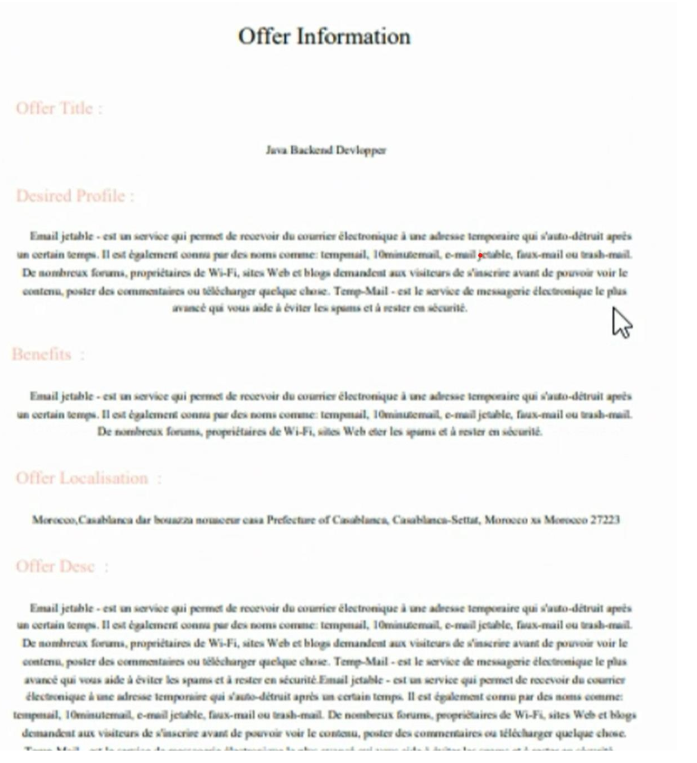 Offer Information
Offer Title :
Java Backend Devlopper
Desired Profile :
Email jetable - est un service qui permet de recevoir du courrier électronique à une adresse temporaire qui s'auto-détruit après
un certain temps. Il est également connu par des noms comme: tempmail, 10minutemail, e-mail jetable, faux-mail ou trash-mail.
De nombreux forums, propriétaires de Wi-Fi, sites Web et blogs demandent aux visiteurs de s'inscrire avant de pouvoir voir le
contenu, poster des commentaires ou télécharger quelque chose. Temp-Mail - est le service de messagerie électronique le plus
avancé qui vous aide à éviter les spams et à rester en sécurité.
Benefits :
Email jetable - est un service qui permet de recevoir du courrier électronique à une adresse temporaire qui s'auto-détruit après
un certain temps. Il est également connu par des noms comme: tempmail, 10minutemail, e-mail jetable, faux-mail ou trash-mail.
De nombreux forums, propriétaires de Wi-Fi, sites Web eter les spams et à rester en sécurité.
Offer Localisation :
Morocco,Casablanca dar bouazza nouaceur casa Prefecture of Casablanca, Casablanca-Settat, Morocco xs Morocco 27223
Offer Desc :
Email jetable - est un service qui permet de recevoir du courrier électronique à une adresse temporaire qui s'auto-détruit après
un certain temps. Il est également connu par des noms comme: tempmail, 10minutemail, e-mail jetable, faux-mail ou trash-mail.
De nombreux forums, propriétaires de Wi-Fi, sites Web et blogs demandent aux visiteurs de s'inscrire avant de pouvoir voir le
contenu, poster des commentaires ou télécharger quelque chose. Temp-Mail - est le service de messagerie électronique le plus
avancé qui vous aide à éviter les spams et à rester en sécurité.Email jetable - est un service qui permet de recevoir du courrier
électronique à une adresse temporaire qui s'auto-détruit après un certain temps. Il est également connu par des noms comme:
tempmail, 10minutemail, e-mail jetable, faux-mail ou trash-mail. De nombreux forums, propriétaires de Wi-Fi, sites Web et blogs
demandent aux visiteurs de s'inscrire avant de pouvoir voir le contenu, poster des commentaires ou télécharger quelque chose.